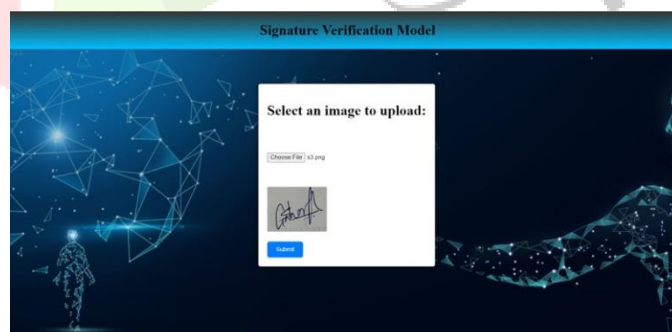 Signature Verification Model
Select an image to upload:
Choose File s3.png
Submit